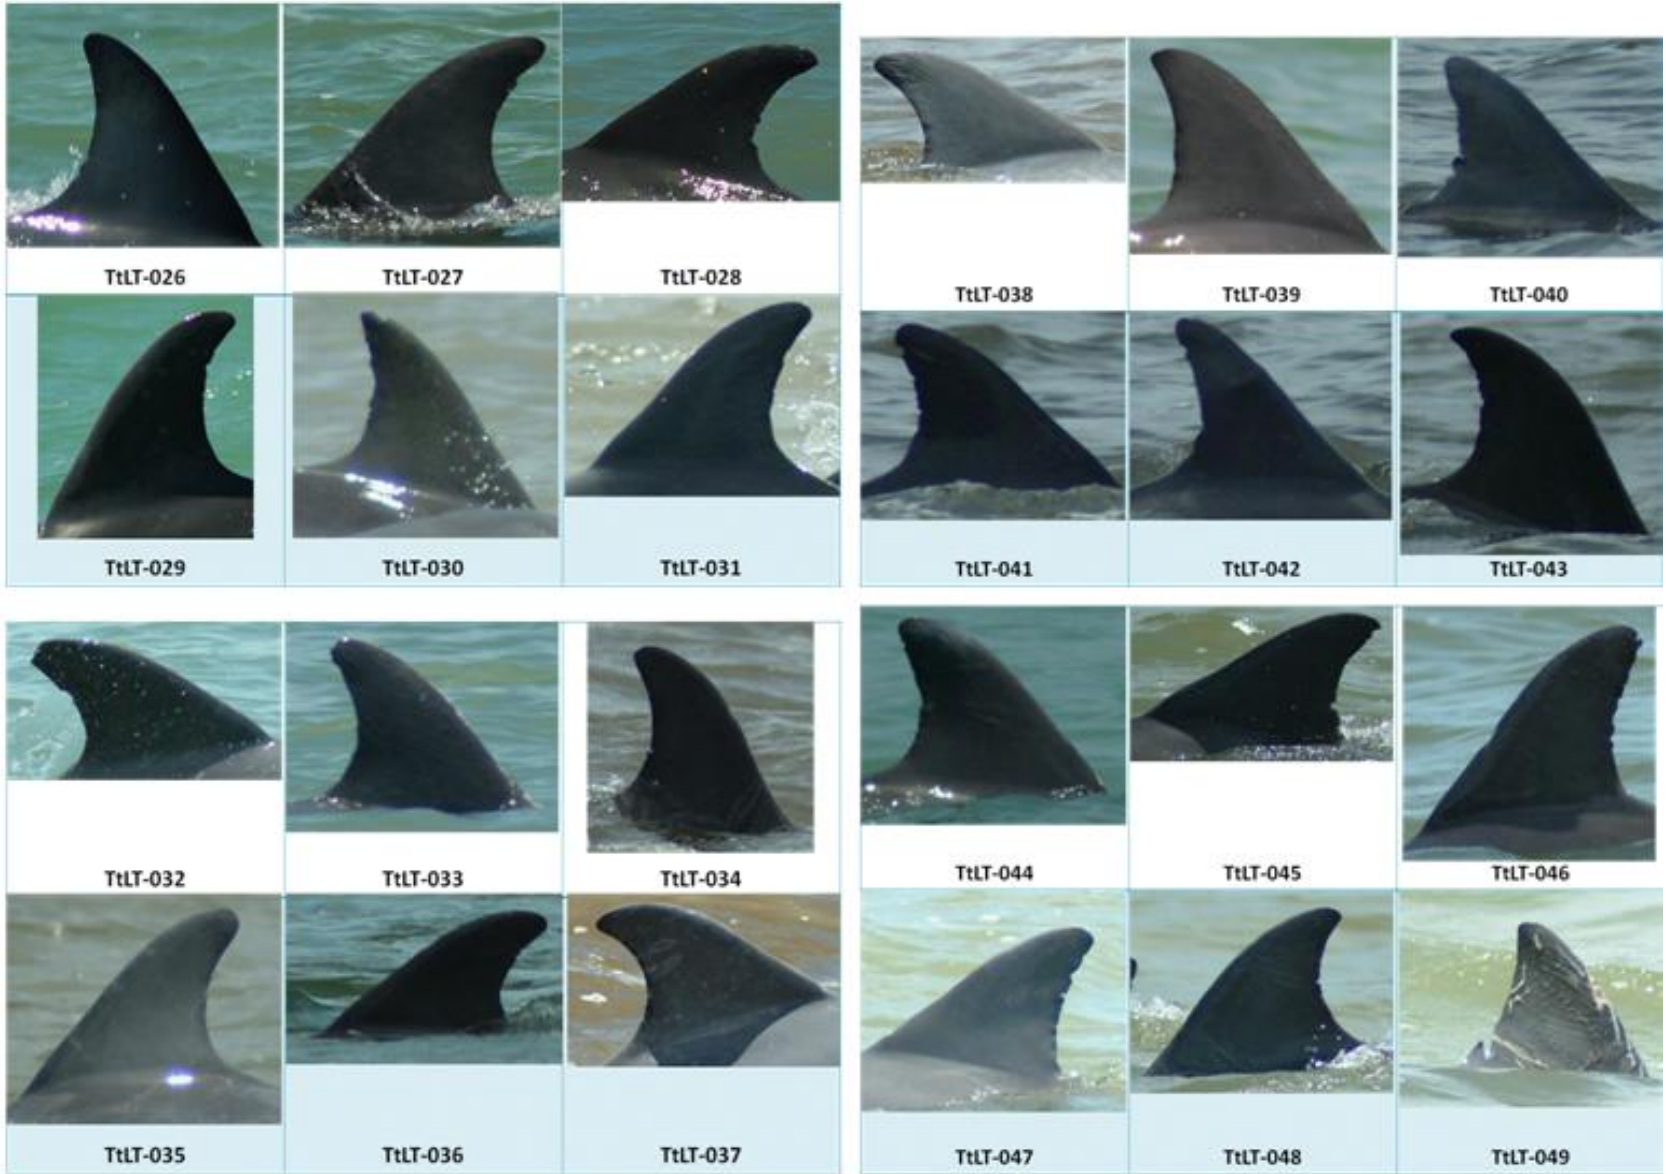 TtLT-026 TtLT-027 TtLT-028
TtLT-029 TtLT-030 TtLT-031
TtLT-032 TtLT-033 TtLT-034
TtLT-035 TtLT-036 TtLT-037
TtLT-038 TtLT-039 TtLT-040
TtLT-041 TtLT-042 TtLT-043
TtLT-044 TtLT-045 TtLT-046
TtLT-047 TtLT-048 TtLT-049